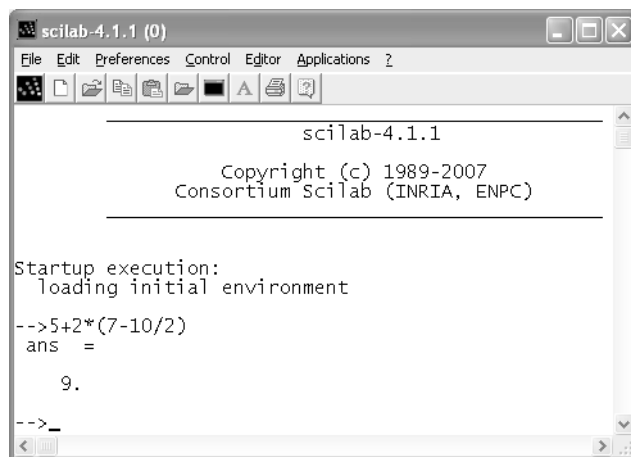 scilab-4.1.1 (0)
File Edit Preferences Control Editor Applications ?
scilab-4.1.1
Copyright (c) 1989-2007
Consortium Scilab (INRIA, ENPC)
Startup execution:
loading initial environment
-->5+2*(7-10/2)
ans =
9.
-->_